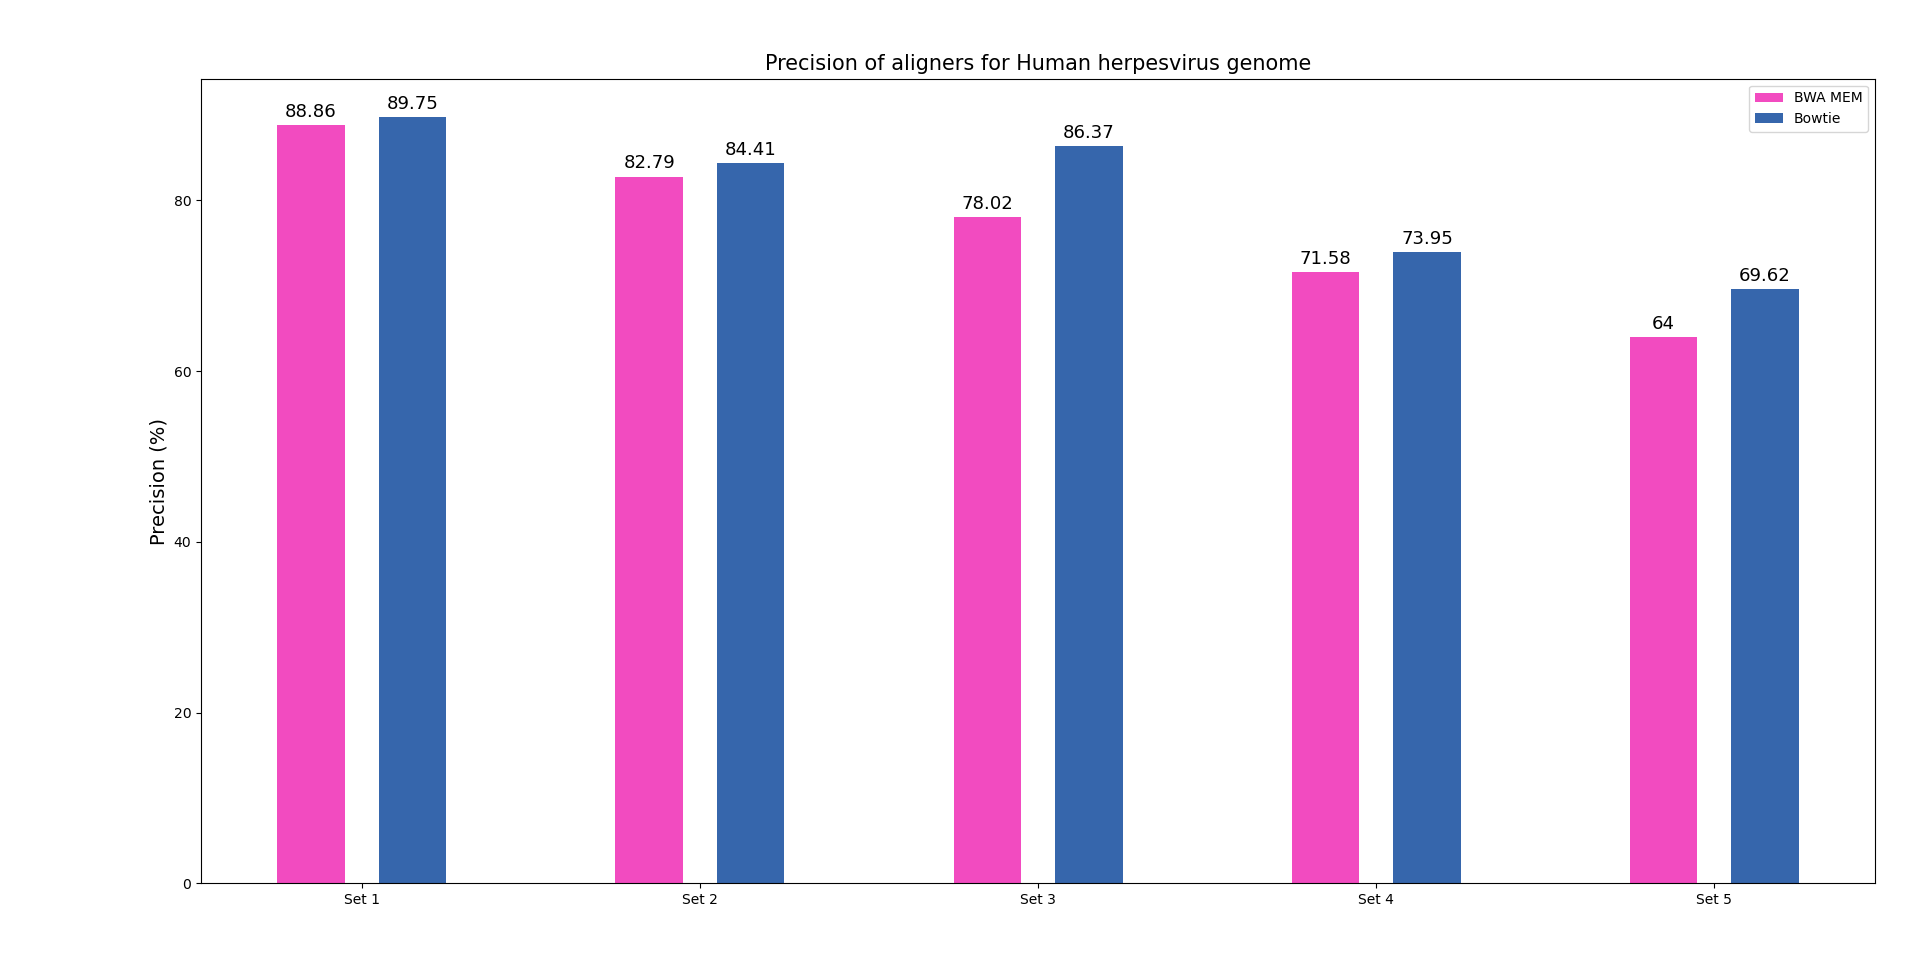 Precision of aligners for Human herpesvirus genome
BWA MEM
Bowtie
88.86
89.75
82.79
84.41
78.02
86.37
71.58
73.95
64
69.62
Precision (%)
80
60
40
20
0
Set 1
Set 2
Set 3
Set 4
Set 5